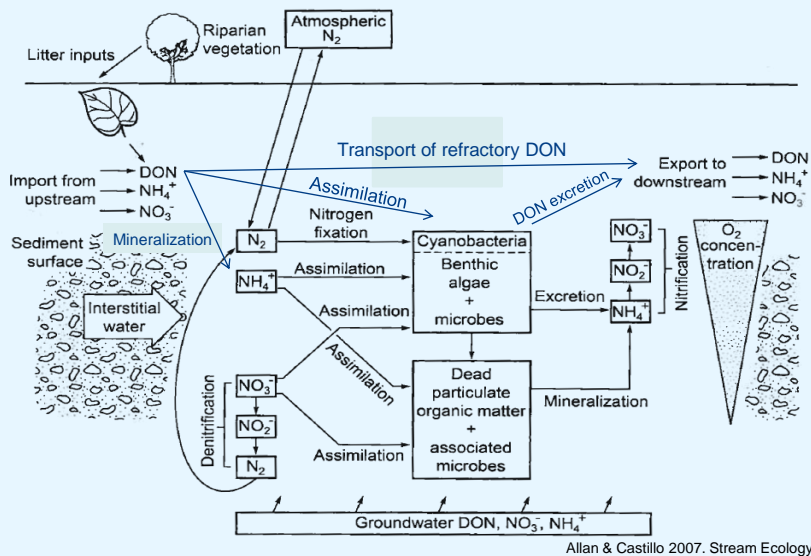 Riparian
vegetation
Atmospheric
N₂
Litter inputs
Transport of refractory DON
Import from
upstream
DON
NH₄⁺
NO₃⁻
Assimilation
DON excretion
Export to
downstream
DON
NH₄⁺
NO₃⁻
Mineralization
Sediment
surface
N₂
Nitrogen
fixation
Cyanobacteria
Benthic
algae
+
microbes
NH₄⁺
Assimilation
Assimilation
Assimilation
Excretion
NO₃⁻
NO₂⁻
NH₄⁺
Nitrification
O₂
concen-
tration
Interstitial
water
Denitrification
NO₃⁻
NO₂⁻
N₂
Assimilation
Dead
particulate
organic matter
+
associated
microbes
Mineralization
Groundwater DON, NO₃⁻, NH₄⁺
Allan & Castillo 2007. Stream Ecology